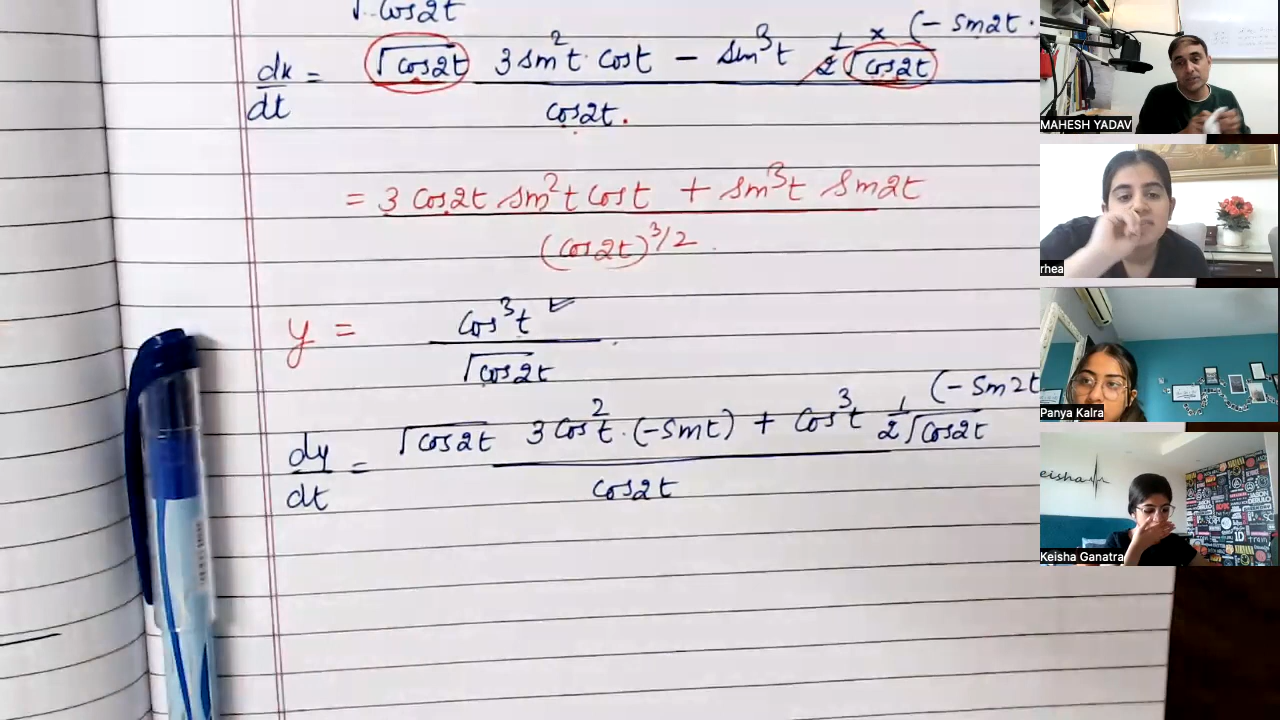 √cos2t
dx/dt = √cos2t 3sin²t·cost − sin³t 1/2√cos2t × (−sin2t·
cos2t.
= 3 cos2t sin²t cost + sin³t sin2t
(cos2t)^3/2.
y = cos³t
√cos2t
dy/dt = √cos2t 3cos²t·(−sint) + cos³t 1/2√cos2t (−sin2t
cos2t
MAHESH YADAV
rhea
Panya Kalra
eisha
Keisha Ganatra